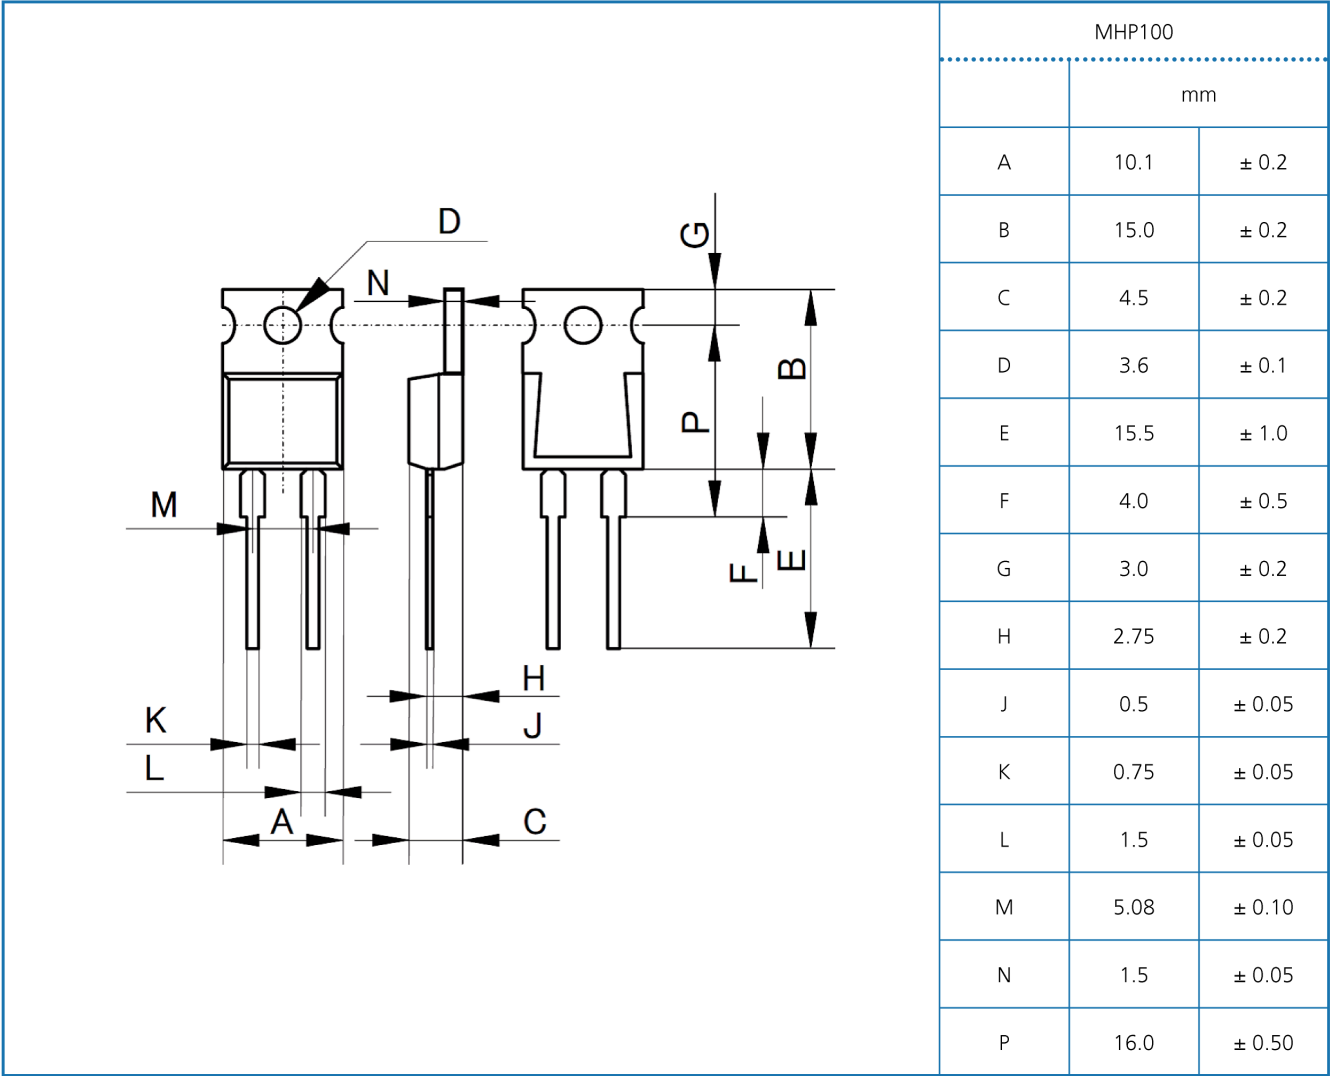 MHP100
mm
A 10.1 ± 0.2
B 15.0 ± 0.2
C 4.5 ± 0.2
D 3.6 ± 0.1
E 15.5 ± 1.0
F 4.0 ± 0.5
G 3.0 ± 0.2
H 2.75 ± 0.2
J 0.5 ± 0.05
K 0.75 ± 0.05
L 1.5 ± 0.05
M 5.08 ± 0.10
N 1.5 ± 0.05
P 16.0 ± 0.50
D
G
N
B
P
M
F
E
H
K
J
L
A
C